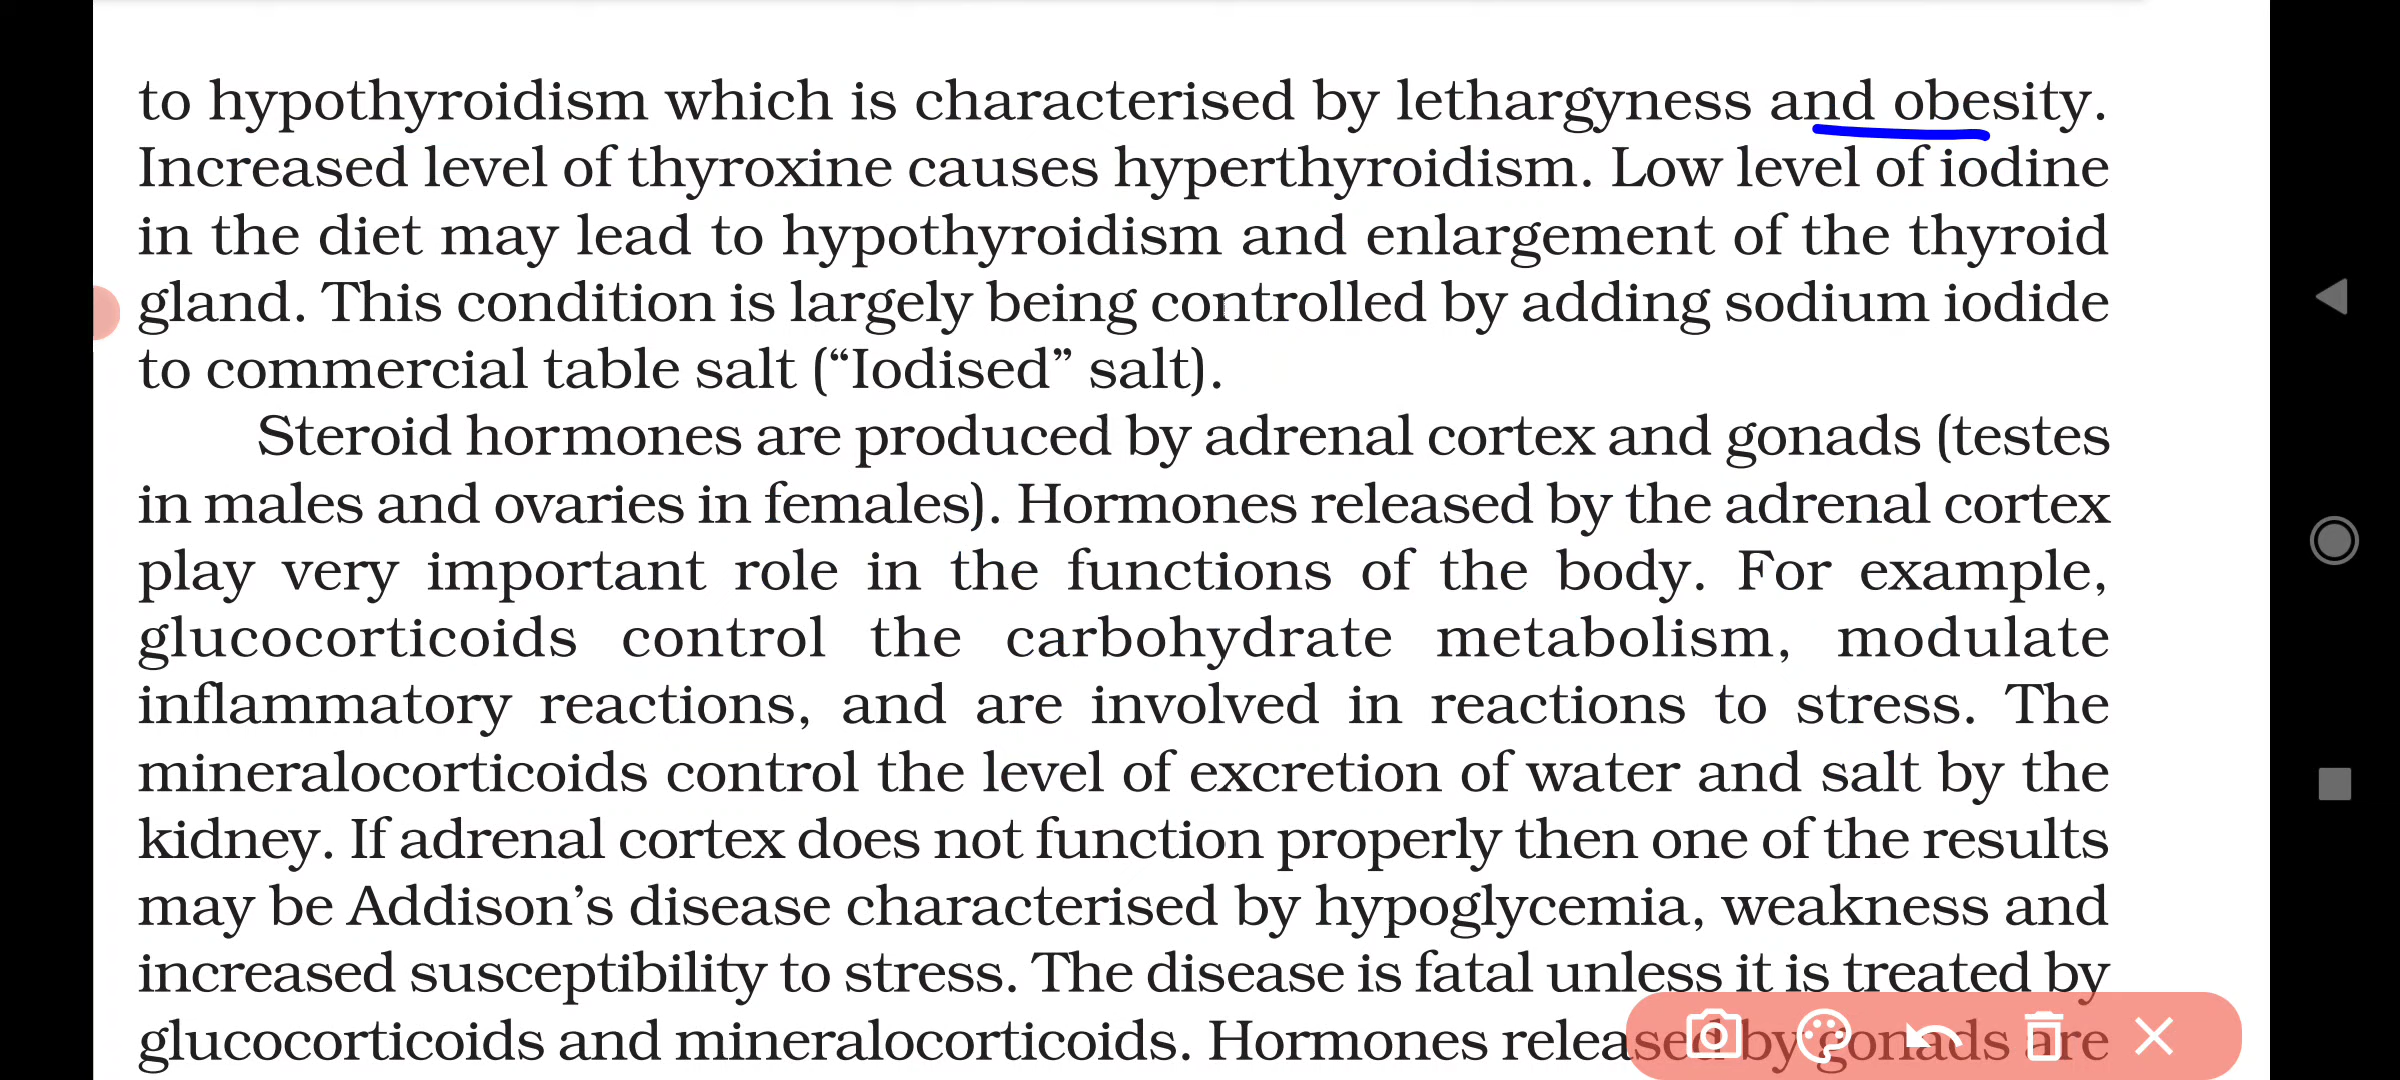 to hypothyroidism which is characterised by lethargyness and obesity.
Increased level of thyroxine causes hyperthyroidism. Low level of iodine
in the diet may lead to hypothyroidism and enlargement of the thyroid
gland. This condition is largely being controlled by adding sodium iodide
to commercial table salt (“Iodised” salt).
Steroid hormones are produced by adrenal cortex and gonads (testes
in males and ovaries in females). Hormones released by the adrenal cortex
play very important role in the functions of the body. For example,
glucocorticoids control the carbohydrate metabolism, modulate
inflammatory reactions, and are involved in reactions to stress. The
mineralocorticoids control the level of excretion of water and salt by the
kidney. If adrenal cortex does not function properly then one of the results
may be Addison’s disease characterised by hypoglycemia, weakness and
increased susceptibility to stress. The disease is fatal unless it is treated by
glucocorticoids and mineralocorticoids. Hormones released by gonads are